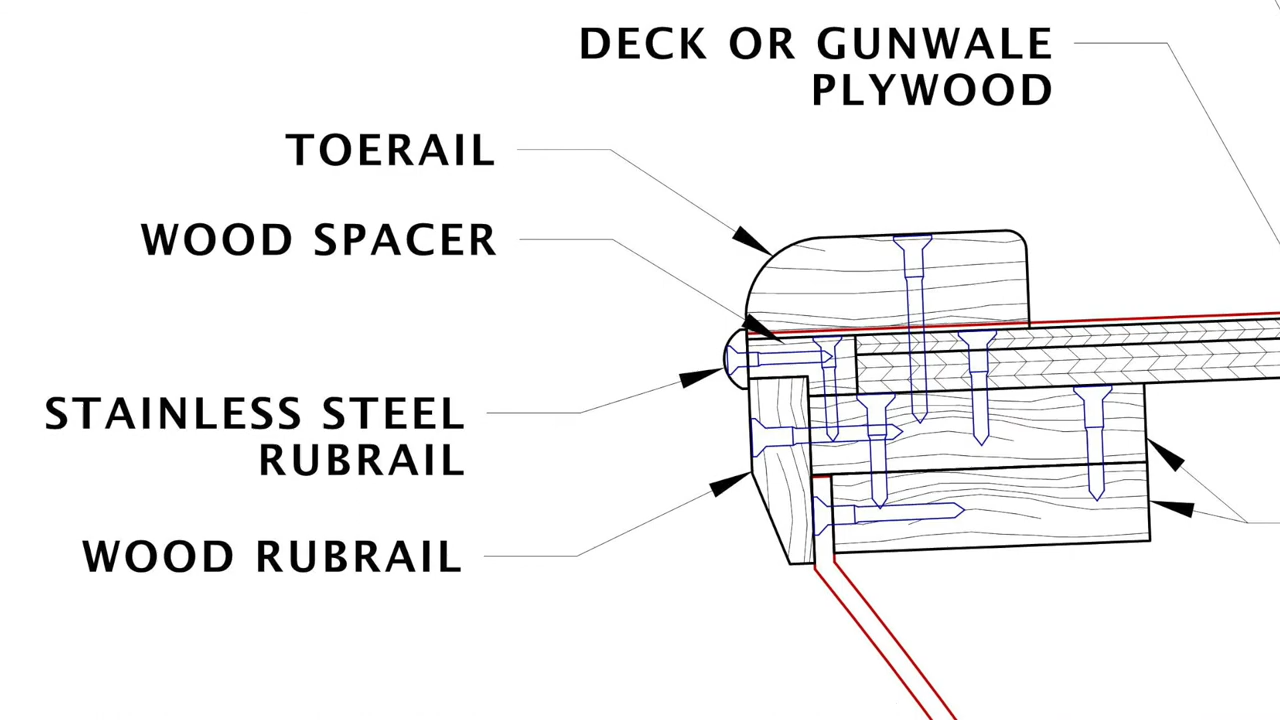 DECK OR GUNWALE
PLYWOOD
TOERAIL
WOOD SPACER
STAINLESS STEEL
RUBRAIL
WOOD RUBRAIL